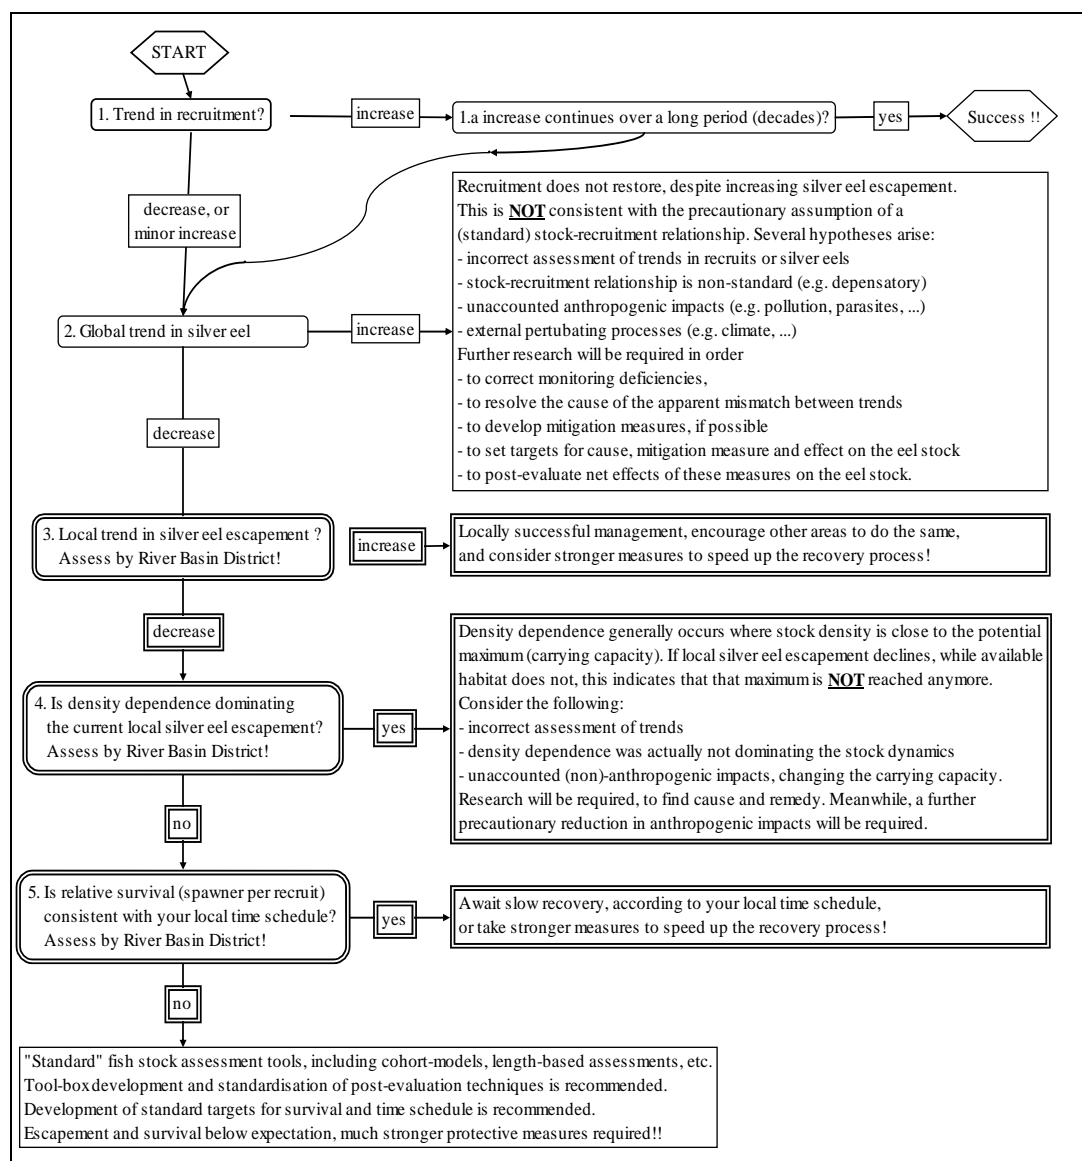 START
1. Trend in recruitment?
increase
1.a increase continues over a long period (decades)?
yes
Success !!
decrease, or
minor increase
Recruitment does not restore, despite increasing silver eel escapement.
This is NOT consistent with the precautionary assumption of a
(standard) stock-recruitment relationship. Several hypotheses arise:
- incorrect assessment of trends in recruits or silver eels
- stock-recruitment relationship is non-standard (e.g. depensatory)
- unaccounted anthropogenic impacts (e.g. pollution, parasites, ...)
- external pertubating processes (e.g. climate, ...)
Further research will be required in order
- to correct monitoring deficiencies,
- to resolve the cause of the apparent mismatch between trends
- to develop mitigation measures, if possible
- to set targets for cause, mitigation measure and effect on the eel stock
- to post-evaluate net effects of these measures on the eel stock.
2. Global trend in silver eel
increase
decrease
3. Local trend in silver eel escapement ?
Assess by River Basin District!
increase
Locally successful management, encourage other areas to do the same,
and consider stronger measures to speed up the recovery process!
decrease
Density dependence generally occurs where stock density is close to the potential
maximum (carrying capacity). If local silver eel escapement declines, while available
habitat does not, this indicates that that maximum is NOT reached anymore.
Consider the following:
- incorrect assessment of trends
- density dependence was actually not dominating the stock dynamics
- unaccounted (non)-anthropogenic impacts, changing the carrying capacity.
Research will be required, to find cause and remedy. Meanwhile, a further
precautionary reduction in anthropogenic impacts will be required.
4. Is density dependence dominating
the current local silver eel escapement?
Assess by River Basin District!
yes
no
5. Is relative survival (spawner per recruit)
consistent with your local time schedule?
Assess by River Basin District!
yes
Await slow recovery, according to your local time schedule,
or take stronger measures to speed up the recovery process!
no
"Standard" fish stock assessment tools, including cohort-models, length-based assessments, etc.
Tool-box development and standardisation of post-evaluation techniques is recommended.
Development of standard targets for survival and time schedule is recommended.
Escapement and survival below expectation, much stronger protective measures required!!